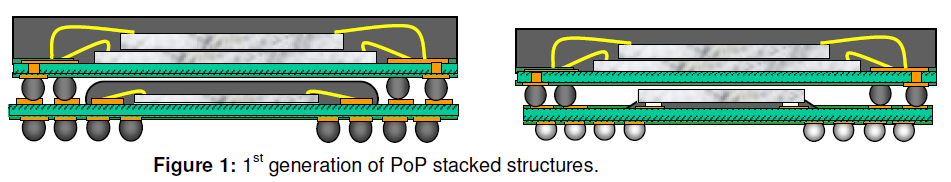 Figure 1: 1st generation of PoP stacked structures.